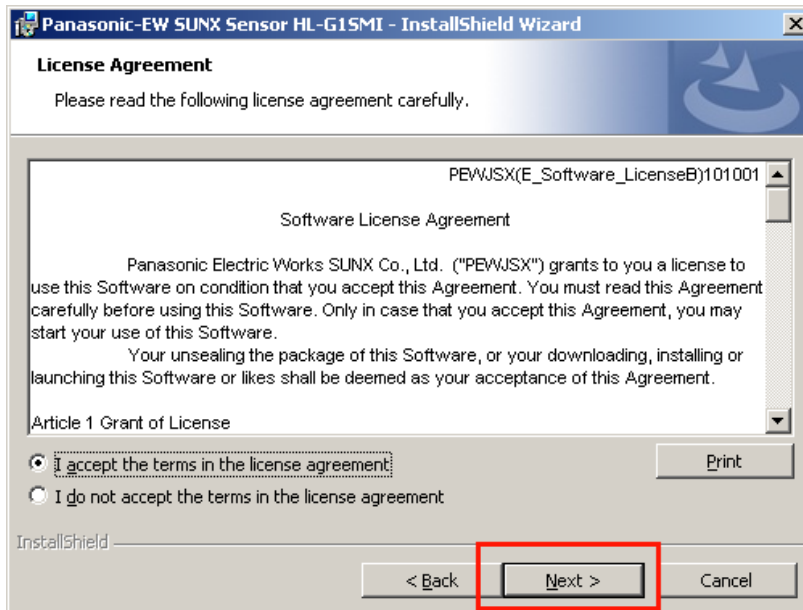 Panasonic-EW SUNX Sensor HL-G1SMI - InstallShield Wizard
License Agreement
Please read the following license agreement carefully.
PEWJSX(E_Software_LicenseB)101001
Software License Agreement
Panasonic Electric Works SUNX Co., Ltd. ("PEWJSX") grants to you a license to
use this Software on condition that you accept this Agreement. You must read this Agreement
carefully before using this Software. Only in case that you accept this Agreement, you may
start your use of this Software.
Your unsealing the package of this Software, or your downloading, installing or
launching this Software or likes shall be deemed as your acceptance of this Agreement.
Article 1 Grant of License
I accept the terms in the license agreement
Print
I do not accept the terms in the license agreement
InstallShield
< Back
Next >
Cancel